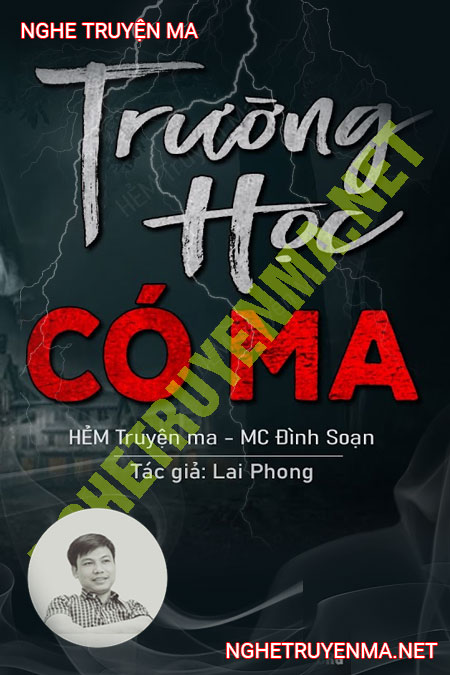 NGHE TRUYỆN MA
Trường
Học
CÓ MA
HẺM Truyện ma - MC Đình Soạn
Tác giả: Lai Phong
NGHETRUYENMA.NET
NGHETRUYENMA.NET